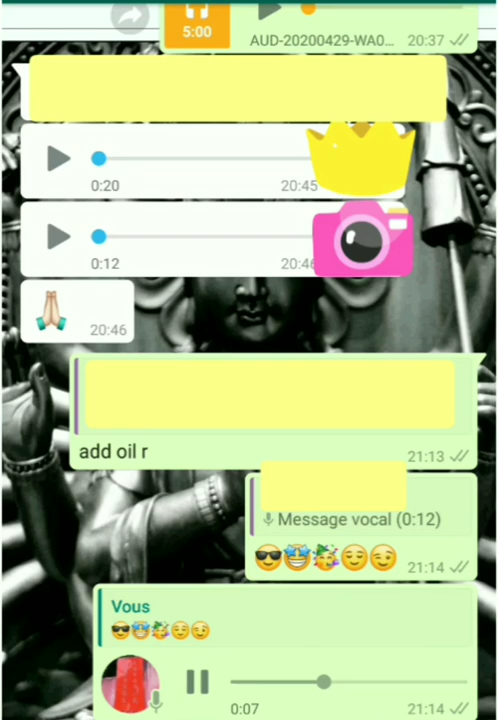 5:00
AUD-20200429-WA0... 20:37
0:20 20:45
0:12 20:46
20:46
add oil r
21:13
Message vocal (0:12)
21:14
Vous
0:07 21:14